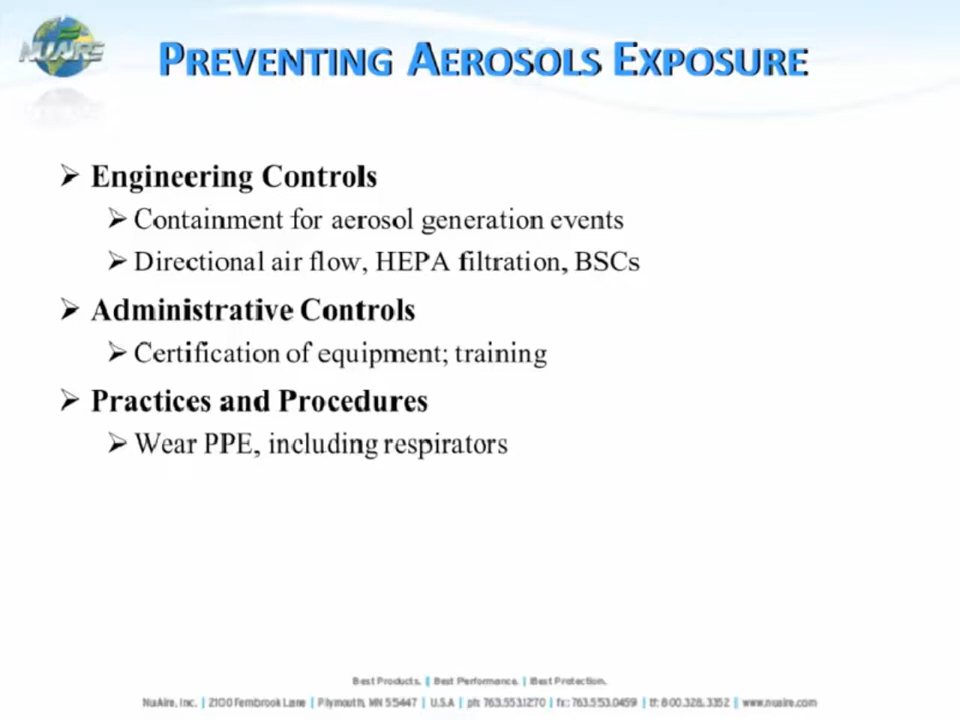 NUAIRE
PREVENTING AEROSOLS EXPOSURE
➢ Engineering Controls
➢ Containment for aerosol generation events
➢ Directional air flow, HEPA filtration, BSCs
➢ Administrative Controls
➢ Certification of equipment; training
➢ Practices and Procedures
➢ Wear PPE, including respirators
Best Products. | Best Performance. | Best Protection.
NuAire, Inc. | 2100 Fernbrook Lane | Plymouth, MN 55447 | U.S.A | ph: 763.553.1270 | fx: 763.553.0459 | tf: 800.328.3352 | www.nuaire.com